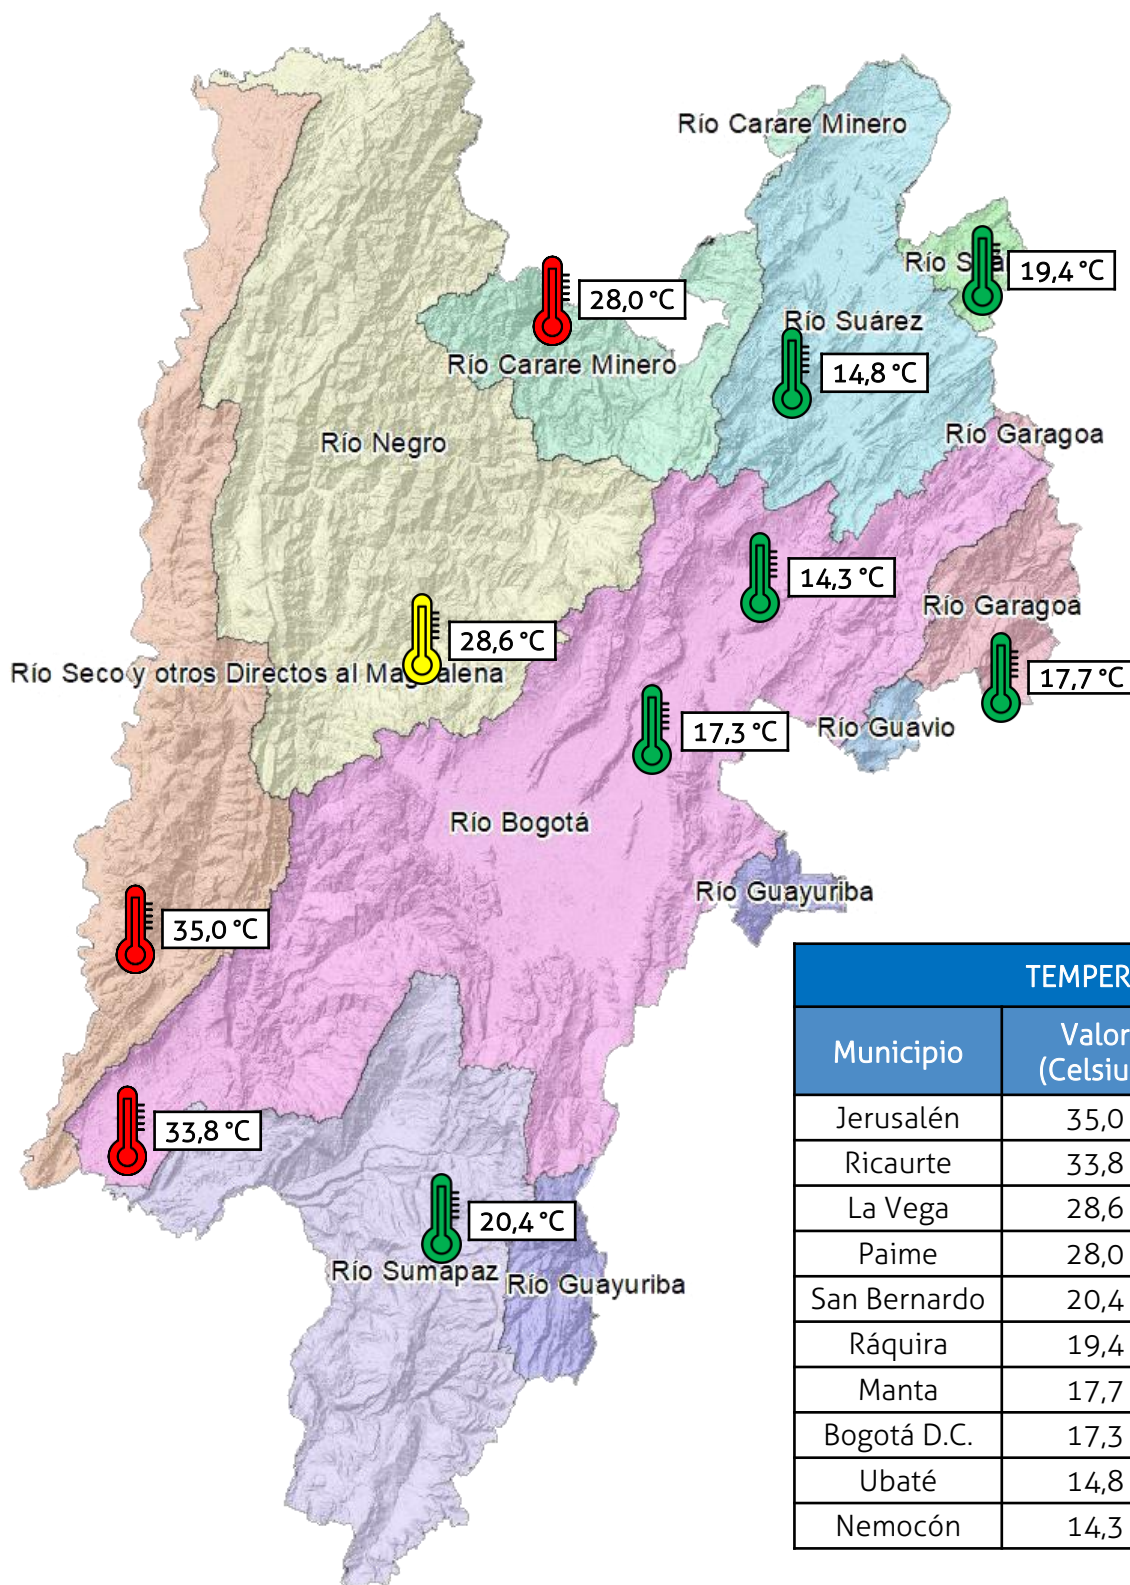 Río Carare Minero
Río Sua
19,4 °C
28,0 °C
Río Suárez
Río Carare Minero
14,8 °C
Río Negro
Río Garagoa
14,3 °C
Río Garagoa
28,6 °C
Río Seco y otros Directos al Magdalena
17,7 °C
17,3 °C
Río Guavio
Río Bogotá
Río Guayuriba
35,0 °C
33,8 °C
20,4 °C
Río Sumapaz
Río Guayuriba
TEMPER
Municipio
Valor
(Celsiu
Jerusalén 35,0
Ricaurte 33,8
La Vega 28,6
Paime 28,0
San Bernardo 20,4
Ráquira 19,4
Manta 17,7
Bogotá D.C. 17,3
Ubaté 14,8
Nemocón 14,3